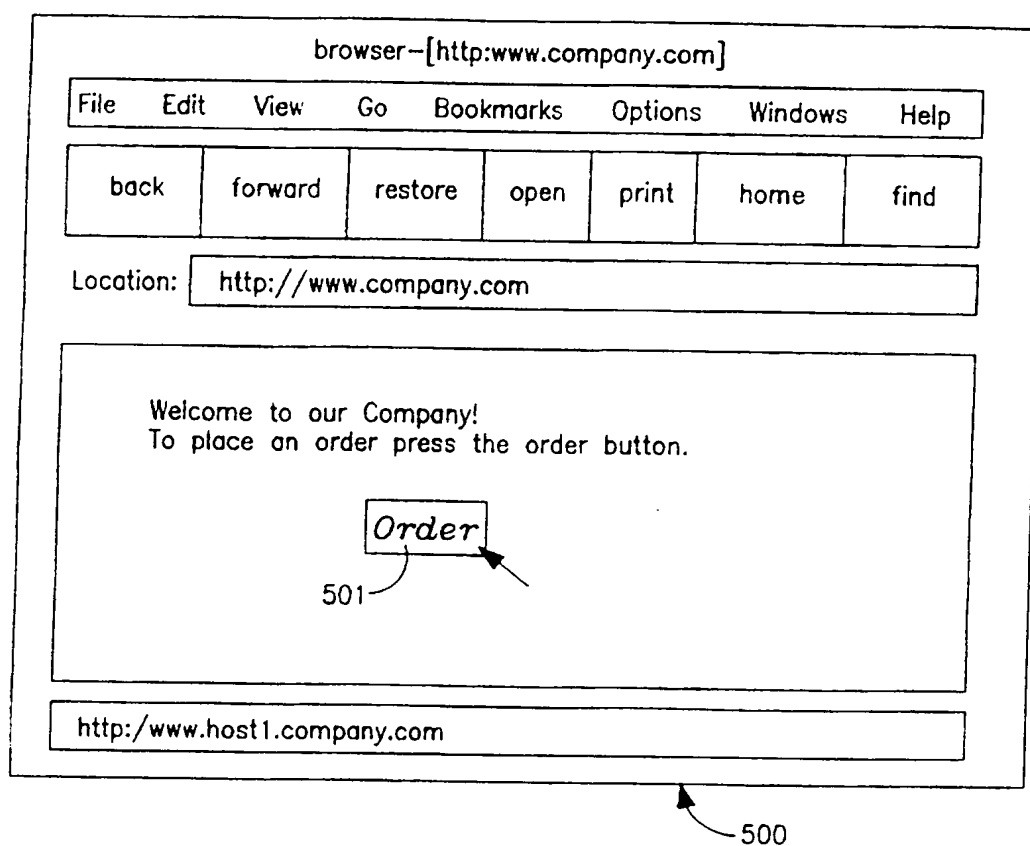 browser-[http:www.company.com]
File Edit View Go Bookmarks Options Windows Help
back forward restore open print home find
Location: http://www.company.com
Welcome to our Company!
To place an order press the order button.
Order
501
http:/www.host1.company.com
500